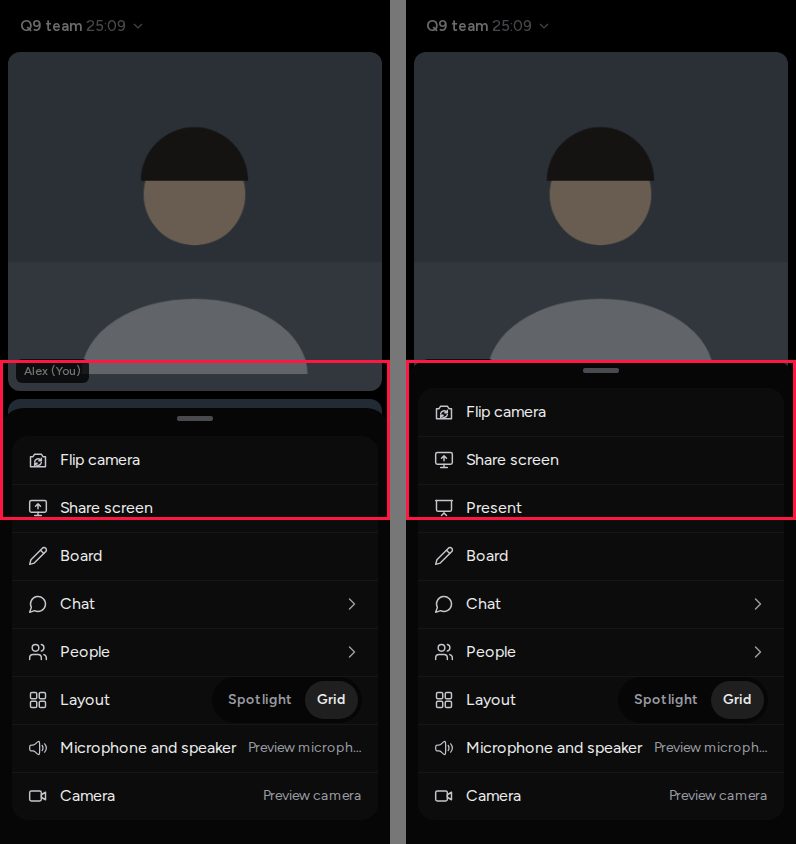 Q9 team 25:09
Alex (You)
Flip camera
Share screen
Board
Chat
People
Layout Spotlight Grid
Microphone and speaker Preview microph...
Camera Preview camera
Q9 team 25:09
Flip camera
Share screen
Present
Board
Chat
People
Layout Spotlight Grid
Microphone and speaker Preview microph...
Camera Preview camera